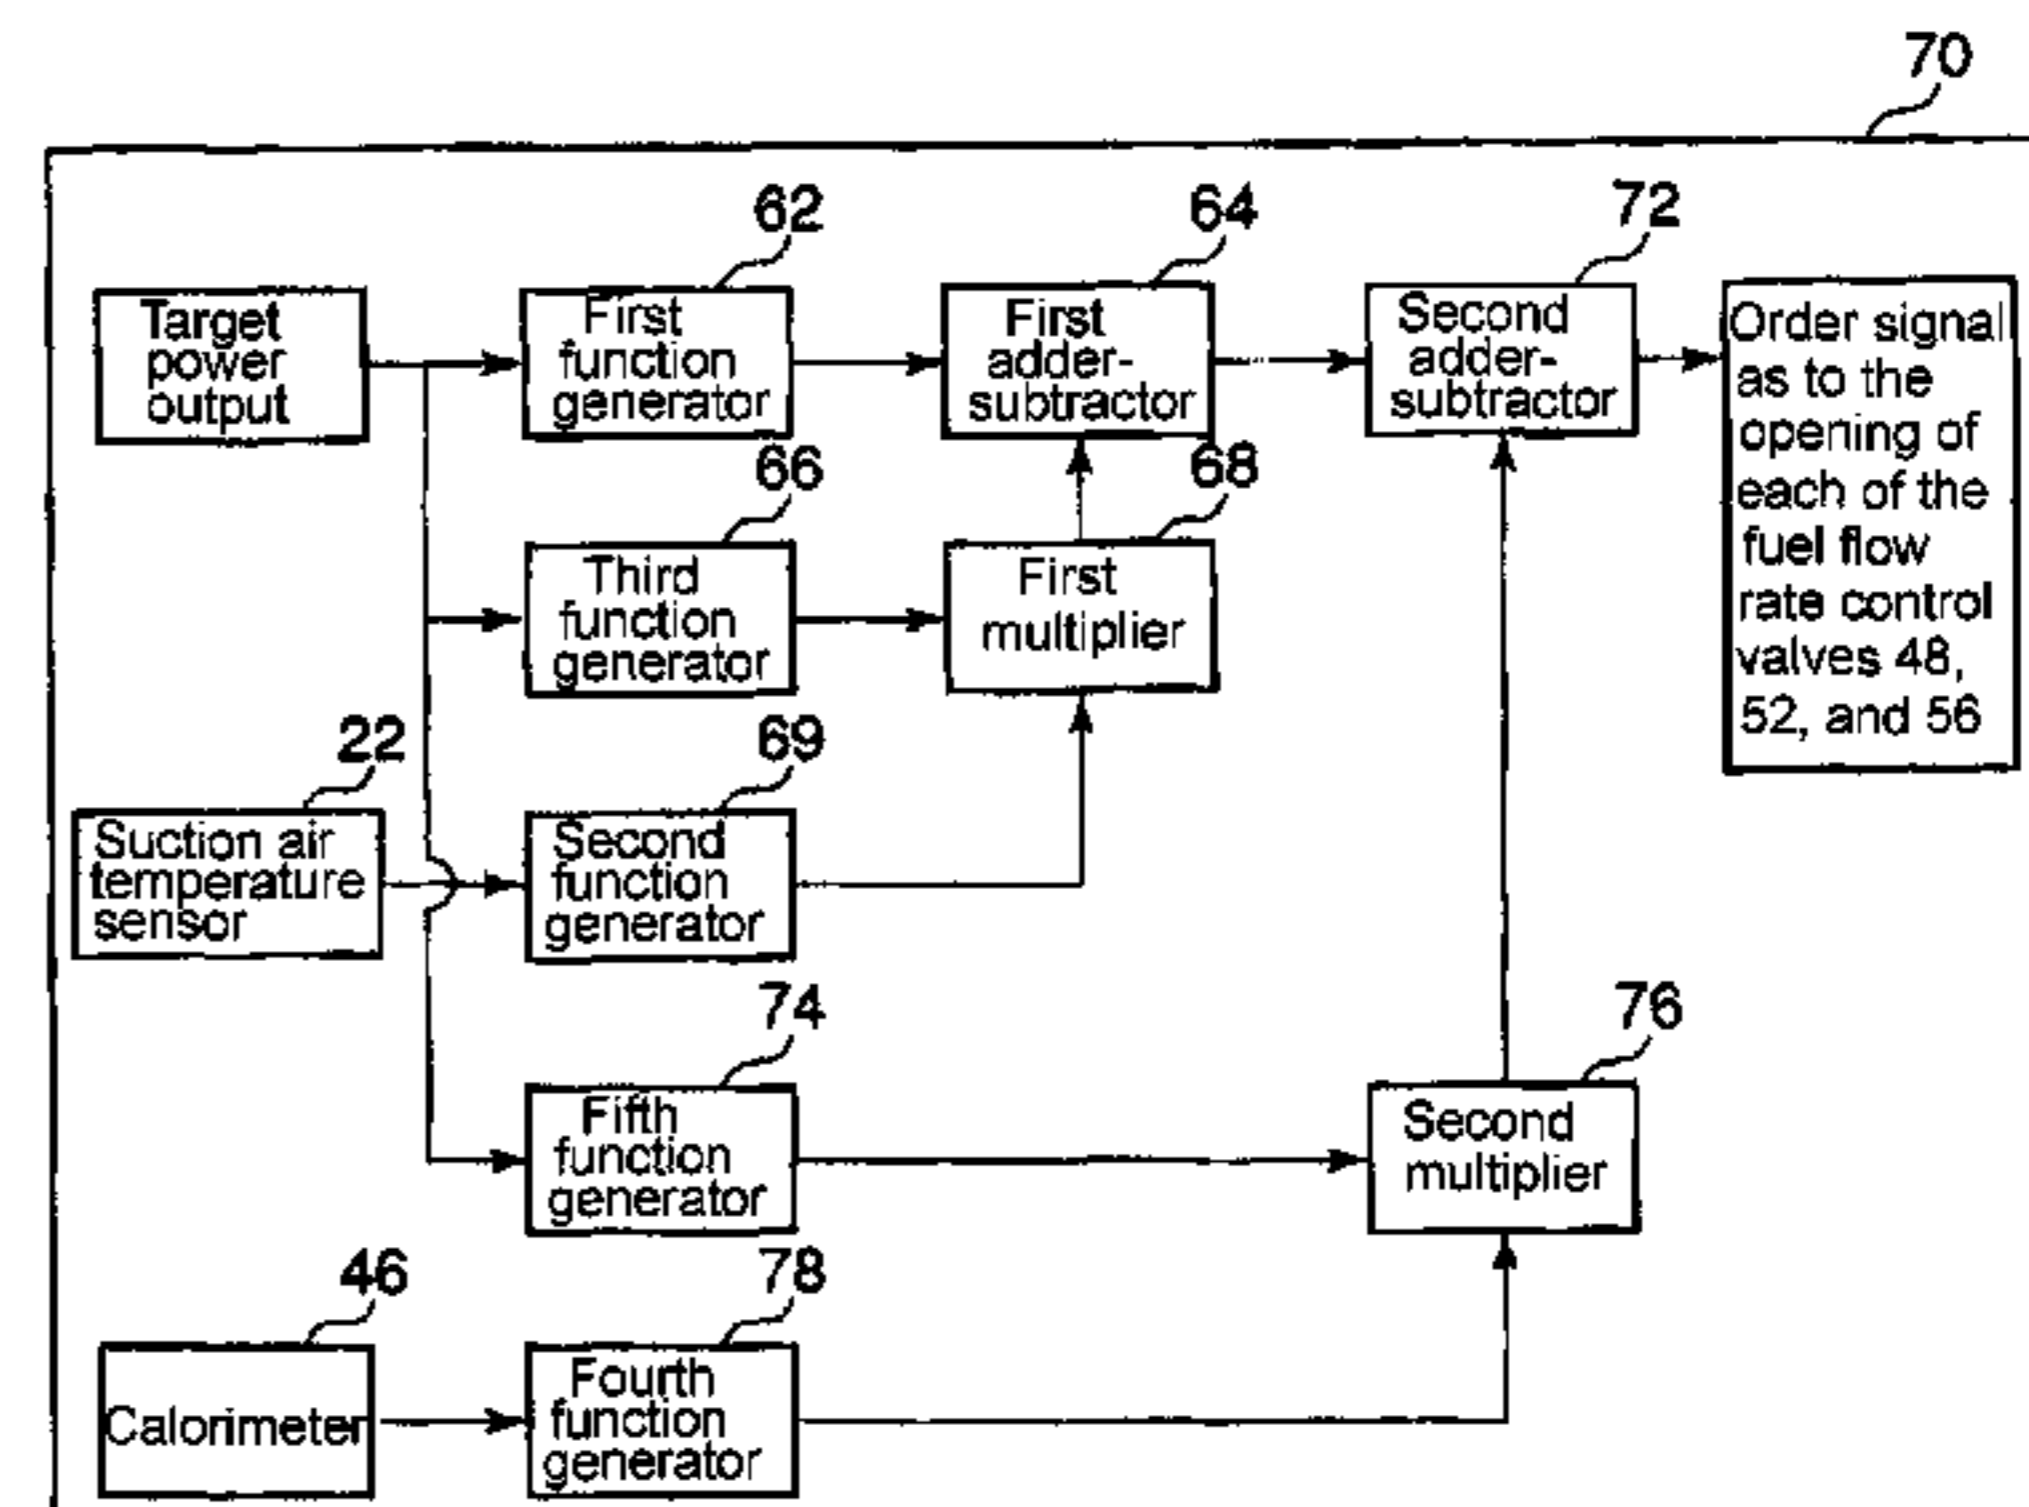 70
62
64
72
Target
power
output
First
function
generator
First
adder-
subtractor
Second
adder-
subtractor
Order signal
as to the
opening of
each of the
fuel flow
rate control
valves 48,
52, and 56
66
68
Third
function
generator
First
multiplier
22
69
Suction air
temperature
sensor
Second
function
generator
74
76
Fifth
function
generator
Second
multiplier
46
78
Calorimeter
Fourth
function
generator